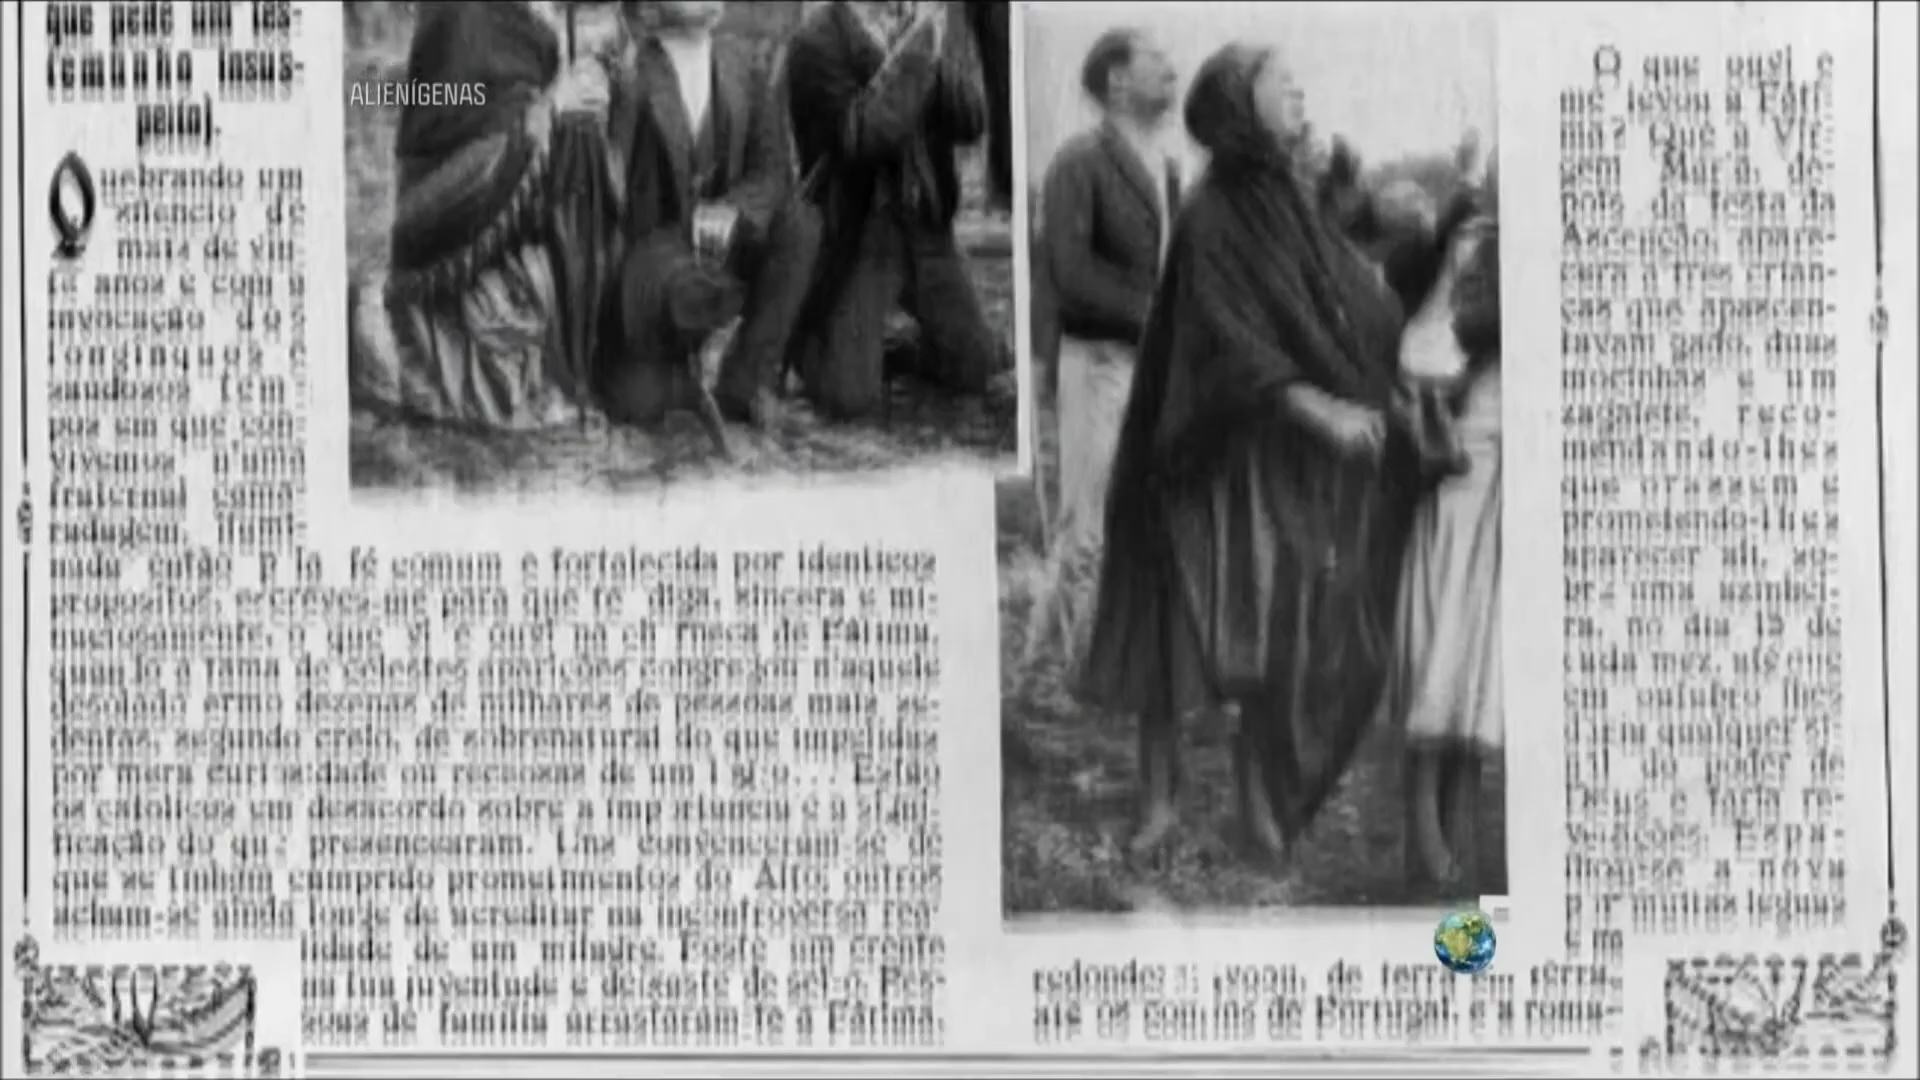 que pede um tes-
temunho insus-
peito).
Quebrando um
silencio de
mais de vin-
te anos e com a
invocação dos
longinquos e
saudosos tem-
pos em que con-
vivemos n'uma
fraternal cama-
radagem, ilumi-
nada então pela fé comum e fortalecida por identicos
propositos, escreves-me para que te diga, sincera e mi-
nuciosamente, o que vi e ouvi na charneca de Fátima,
quando a fama de celestes aparições congregou n'aquele
desolado ermo dezenas de milhares de pessoas mais se-
dentas, segundo creio, de sobrenatural do que impelidas
por mera curiosidade ou receosas de um logro... Estão
os catolicos em desacordo sobre a importancia e a signi-
ficação do que presencearam. Uns convenceram-se de
que se tinham cumprido prometimentos do Alto; outros
acham-se ainda longe de acreditar na incontroversa rea-
lidade de um milagre. Foste um crente
na tua juventude e deixaste de sel-o. Pes-
soas de familia arrastaram-te a Fátima,
ALIENÍGENAS
O que ouvi e
me levou a Fáti-
ma? Que a Vir-
gem Maria, de-
pois da festa da
Ascenção, apare-
cera a tres crian-
ças que apascen-
tavam gado, duas
mocinhas e um
zagalete, reco-
mendando-lhes
que orassem e
prometendo-lhes
aparecer ali, so-
bre uma azinhei-
ra, no dia 13 de
cada mez, até que
em outubro lhes
daria qualquer si-
nal do poder de
Deus e faria re-
velações. Espa-
lhou-se a nova
por muitas leguas
em
redondeza; voou, de terra em terra,
até os confins de Portugal, e a roma-